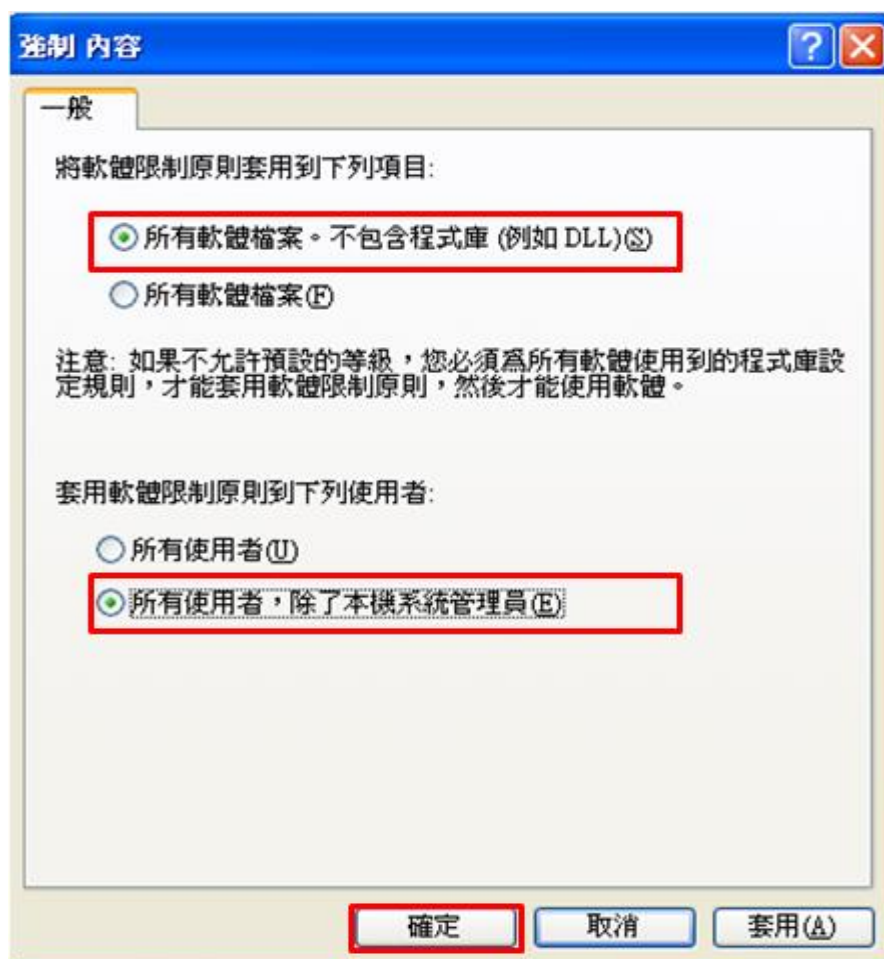 強制 內容
一般
將軟體限制原則套用到下列項目:
所有軟體檔案。不包含程式庫 (例如 DLL)(S)
所有軟體檔案(F)
注意: 如果不允許預設的等級，您必須為所有軟體使用到的程式庫設
定規則，才能套用軟體限制原則，然後才能使用軟體。
套用軟體限制原則到下列使用者:
所有使用者(U)
所有使用者，除了本機系統管理員(E)
確定 取消 套用(A)